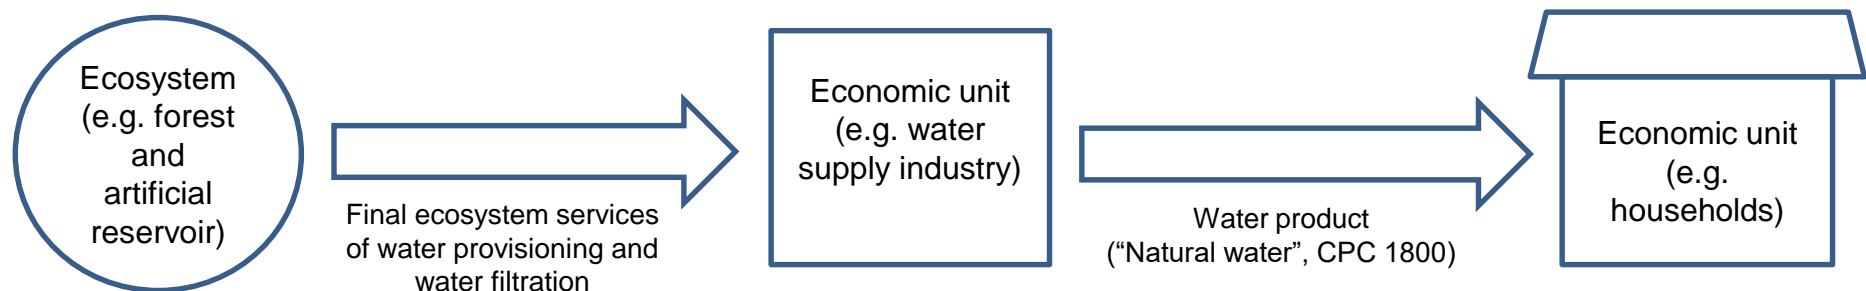 Ecosystem
(e.g. forest
and
artificial
reservoir)
Final ecosystem services
of water provisioning and
water filtration
Economic unit
(e.g. water
supply industry)
Water product
(“Natural water”, CPC 1800)
Economic unit
(e.g.
households)